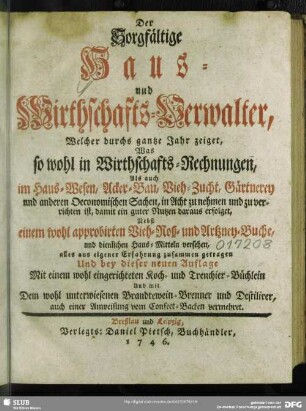 Der
Sorgfältige
Haus-
und
Wirthschafts-Verwalter,
Welcher durchs gantze Jahr zeiget,
Was
so wohl in Wirthschafts-Rechnungen,
Als auch
im Haus-Wesen, Acker-Bau, Vieh-Zucht, Gärtnerey
und anderen Oeconomischen Sachen, in Acht zu nehmen und zu ver-
richten ist, damit ein guter Nutzen daraus erfolget,
Nebst
einem wohl approbirten Vieh-Roß- und Artzney-Buche,
und dienlichen Haus-Mitteln versehen,
017208
alles aus eigener Erfahrung zusammen getragen
Und bey dieser neuen Auflage
Mit einem wohl eingerichteten Koch- und Trenchier-Büchlein
Und mit
Dem wohl unterwiesenen Brandtewein-Brenner und Destilirer,
auch einer Anweisung vom Confect-Backen vermehret.
Breßlau und Leipzig,
Verlegts: Daniel Pietsch, Buchhändler,
1746.
SLUB
DFG